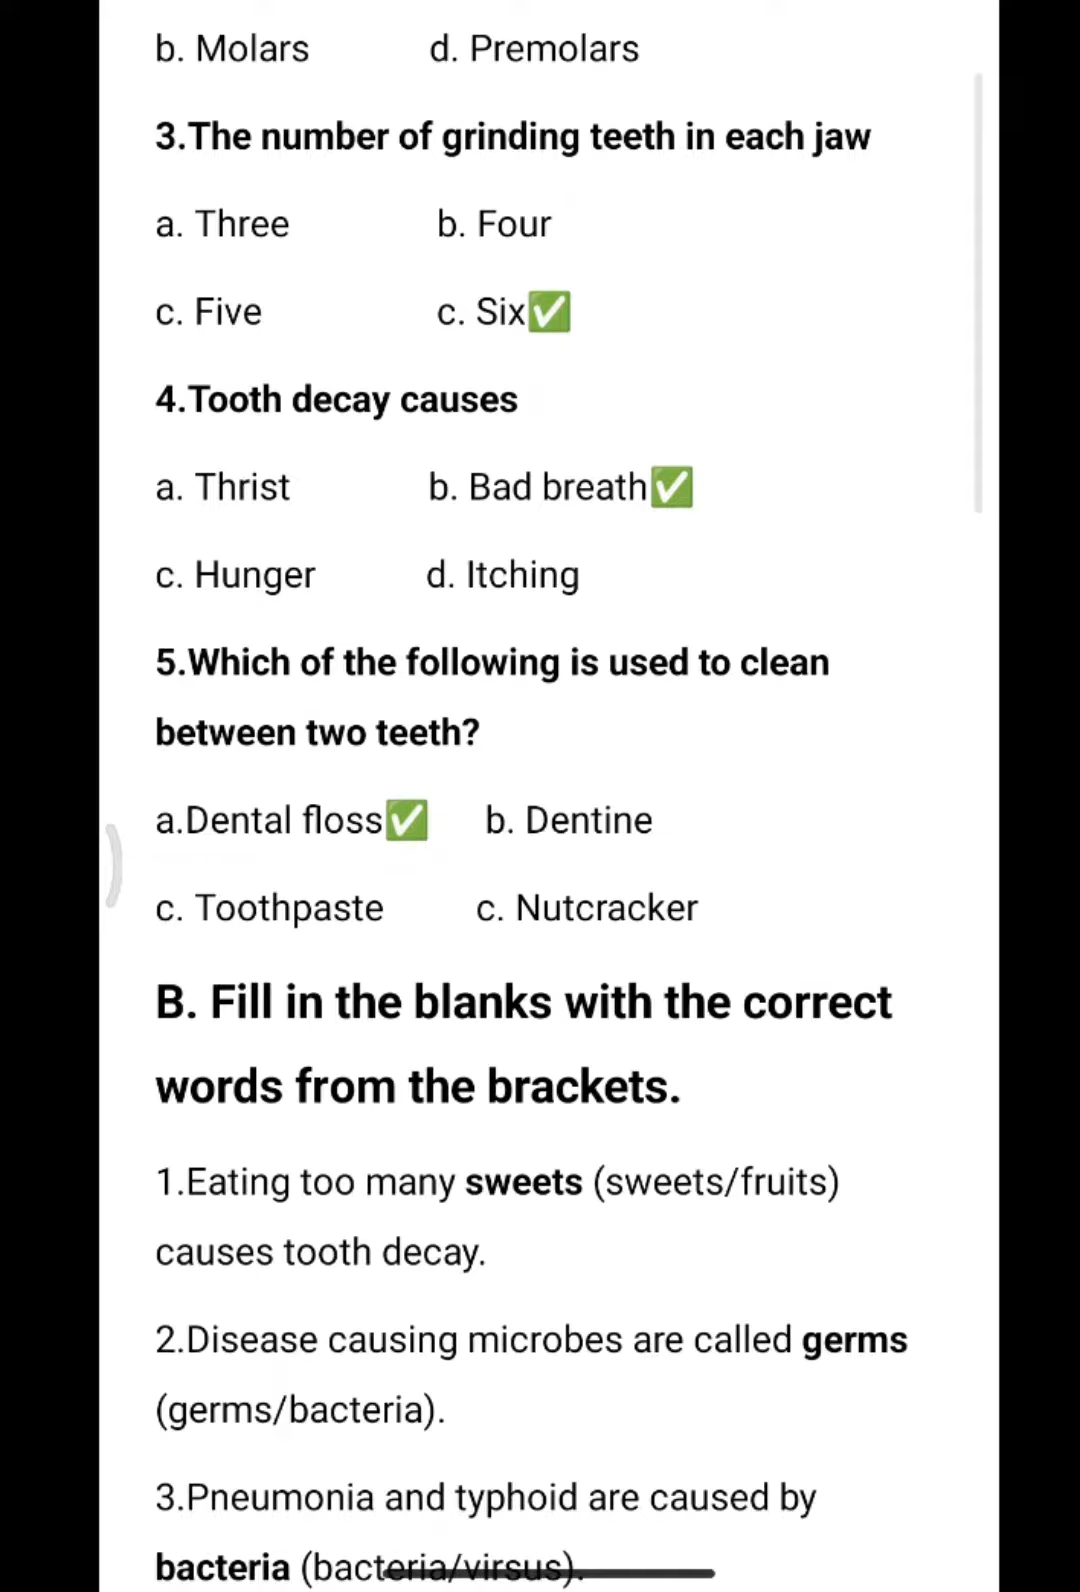 b. Molars d. Premolars
3.The number of grinding teeth in each jaw
a. Three b. Four
c. Five c. Six✅
4.Tooth decay causes
a. Thrist b. Bad breath✅
c. Hunger d. Itching
5.Which of the following is used to clean
between two teeth?
a.Dental floss✅ b. Dentine
c. Toothpaste c. Nutcracker
B. Fill in the blanks with the correct
words from the brackets.
1.Eating too many sweets (sweets/fruits)
causes tooth decay.
2.Disease causing microbes are called germs
(germs/bacteria).
3.Pneumonia and typhoid are caused by
bacteria (bacteria/virsus).